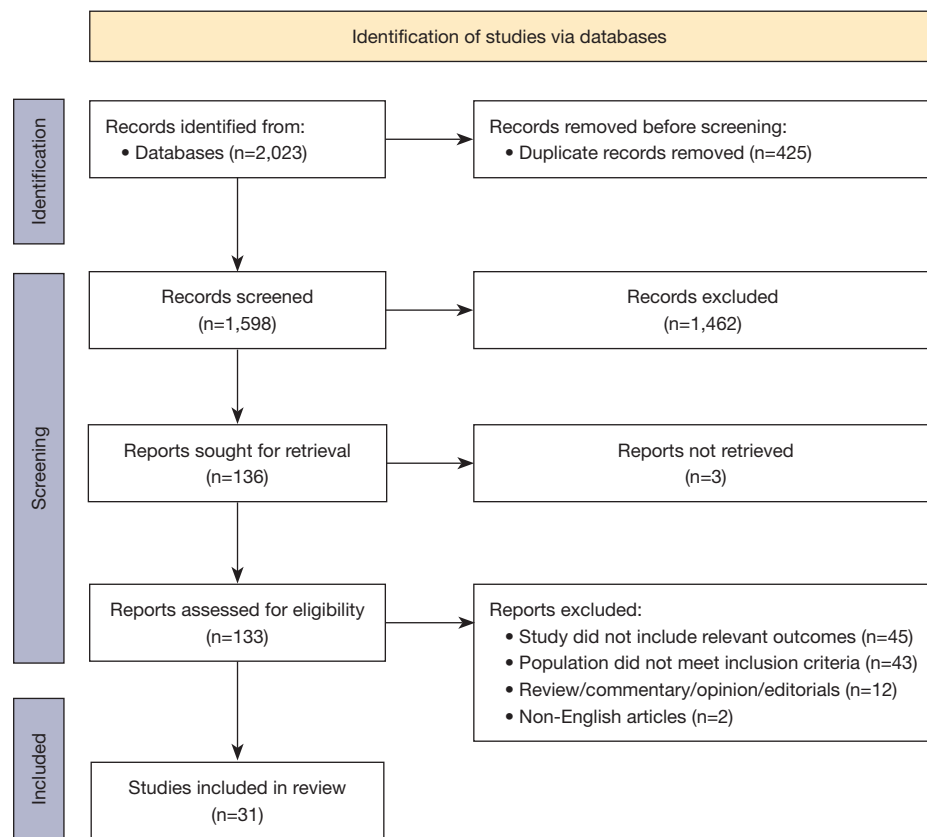 Identification of studies via databases
Identification
Records identified from:
• Databases (n=2,023)
Records removed before screening:
• Duplicate records removed (n=425)
Screening
Records screened
(n=1,598)
Records excluded
(n=1,462)
Reports sought for retrieval
(n=136)
Reports not retrieved
(n=3)
Reports assessed for eligibility
(n=133)
Reports excluded:
• Study did not include relevant outcomes (n=45)
• Population did not meet inclusion criteria (n=43)
• Review/commentary/opinion/editorials (n=12)
• Non-English articles (n=2)
Included
Studies included in review
(n=31)